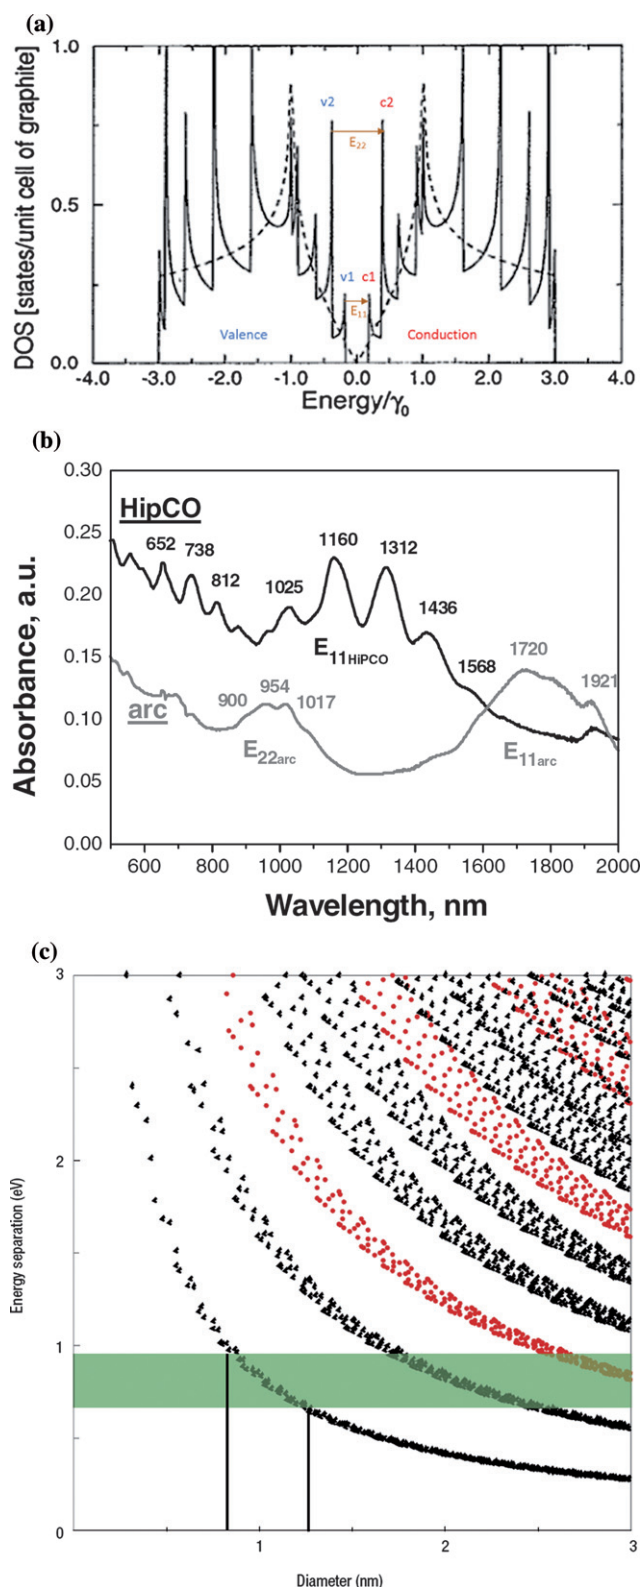 (a)
DOS [states/unit cell of graphite]
1.0
0.5
0.0
v2
c2
E22
v1
c1
E11
Valence
Conduction
-4.0 -3.0 -2.0 -1.0 0.0 1.0 2.0 3.0 4.0
Energy/γ0
(b)
Absorbance, a.u.
0.30
0.25
0.20
0.15
0.10
0.05
0.00
HipCO
652
738
812
1025
1160
1312
1436
1568
E11HiPCO
1720
1921
arc
900
954
1017
E22arc
E11arc
600 800 1000 1200 1400 1600 1800 2000
Wavelength, nm
(c)
Energy separation (eV)
3
2
1
0
1 2 3
Diameter (nm)